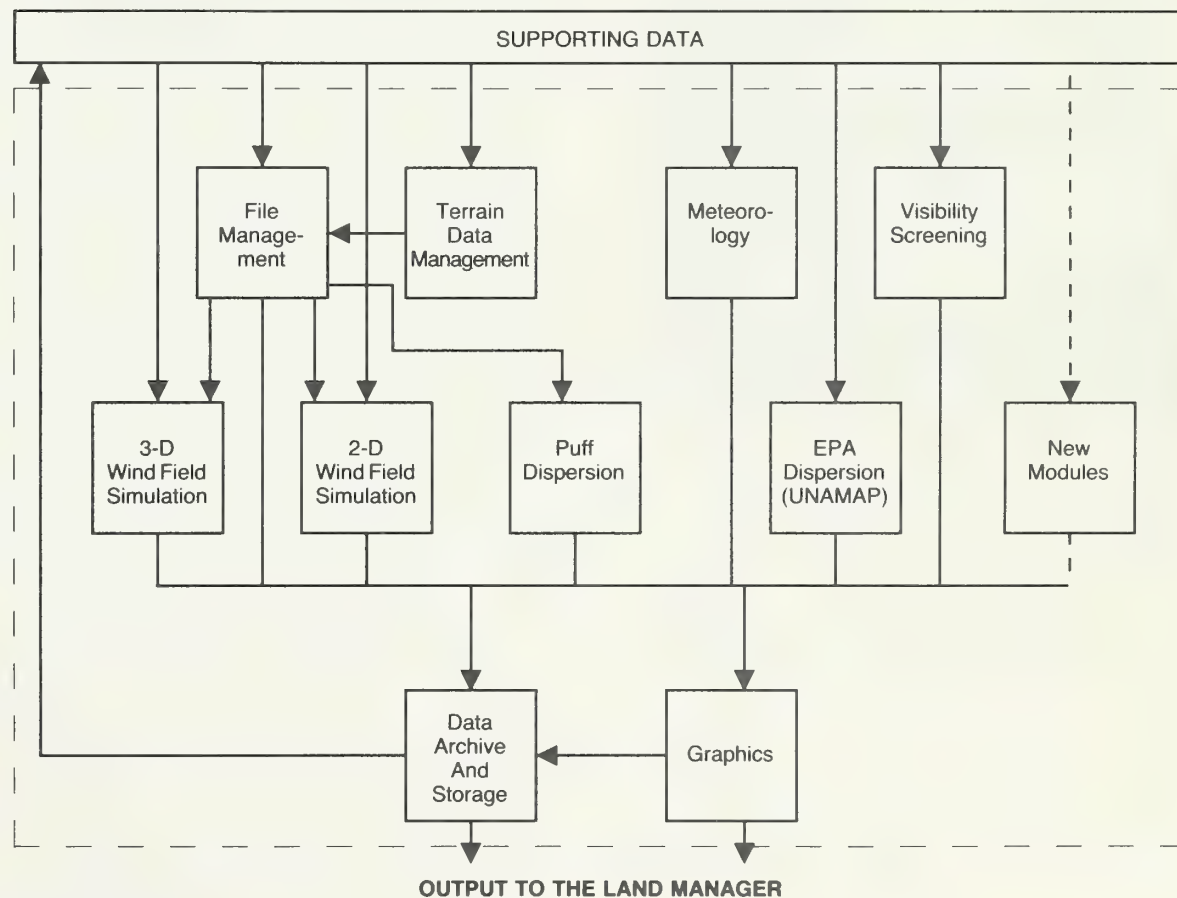 SUPPORTING DATA
File
Manage-
ment
Terrain
Data
Management
Meteoro-
logy
Visibility
Screening
3-D
Wind Field
Simulation
2-D
Wind Field
Simulation
Puff
Dispersion
EPA
Dispersion
(UNAMAP)
New
Modules
Data
Archive
And
Storage
Graphics
OUTPUT TO THE LAND MANAGER